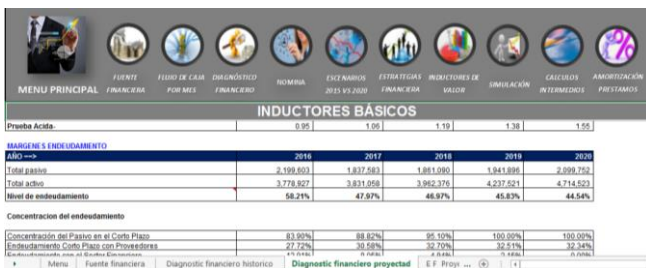 MENU PRINCIPAL
FUENTE FINANCIERA
FLUJO DE CAJA POR MES
DIAGNÓSTICO FINANCIERO
NOMINA
ESCENARIOS 2015 VS 2020
ESTRATEGIAS FINANCIERA
INDUCTORES DE VALOR
SIMULACIÓN
CALCULOS INTERMEDIOS
AMORTIZACIÓN PRESTAMOS
INDUCTORES BÁSICOS
Prueba Acida- 0.95 1.06 1.19 1.38 1.55
MARGENES ENDEUDAMIENTO
AÑO --> 2016 2017 2018 2019 2020
Total pasivo 2,199,603 1,837,583 1,861,090 1,941,896 2,099,752
Total activo 3,778,927 3,831,058 3,962,376 4,237,521 4,714,523
Nivel de endeudamiento 58.21% 47.97% 46.97% 45.83% 44.54%
Concentracion del endeudamiento
Concentración del Pasivo en el Corto Plazo 83.90% 88.82% 95.10% 100.00% 100.00%
Endeudamiento Corto Plazo con Proveedores 27.72% 30.58% 32.70% 32.51% 32.34%
Menu Fuente financiera Diagnostic financiero historico Diagnostic financiero proyectad E.F Proye ...